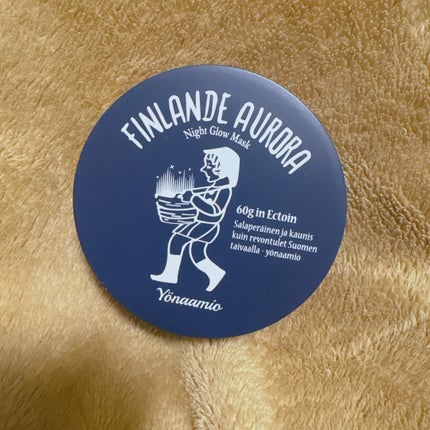 FINLANDE AURORA
Night Glow Mask
60g in Ectoin
Salaperäinen ja kaunis
kuin revontulet Suomen
taivaalla - yönaamio
Yönaamio